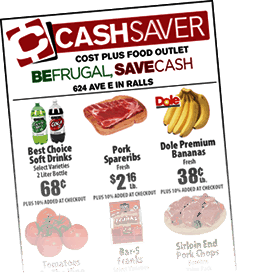 CASHSAVER
COST PLUS FOOD OUTLET
BEFRUGAL, SAVECASH
624 AVE E IN RALLS
Dole
Best Choice
Soft Drinks
Select Varieties
2 Liter Bottle
68¢
PLUS 10% ADDED AT CHECKOUT
Pork
Spareribs
Fresh
$2 16 Lb.
PLUS 10% ADDED AT CHECKOUT
Dole Premium
Bananas
Fresh
38¢ Lb.
PLUS 10% ADDED AT CHECKOUT
Tomatoes
Bar-S
Franks
Sirloin End
Pork Chops